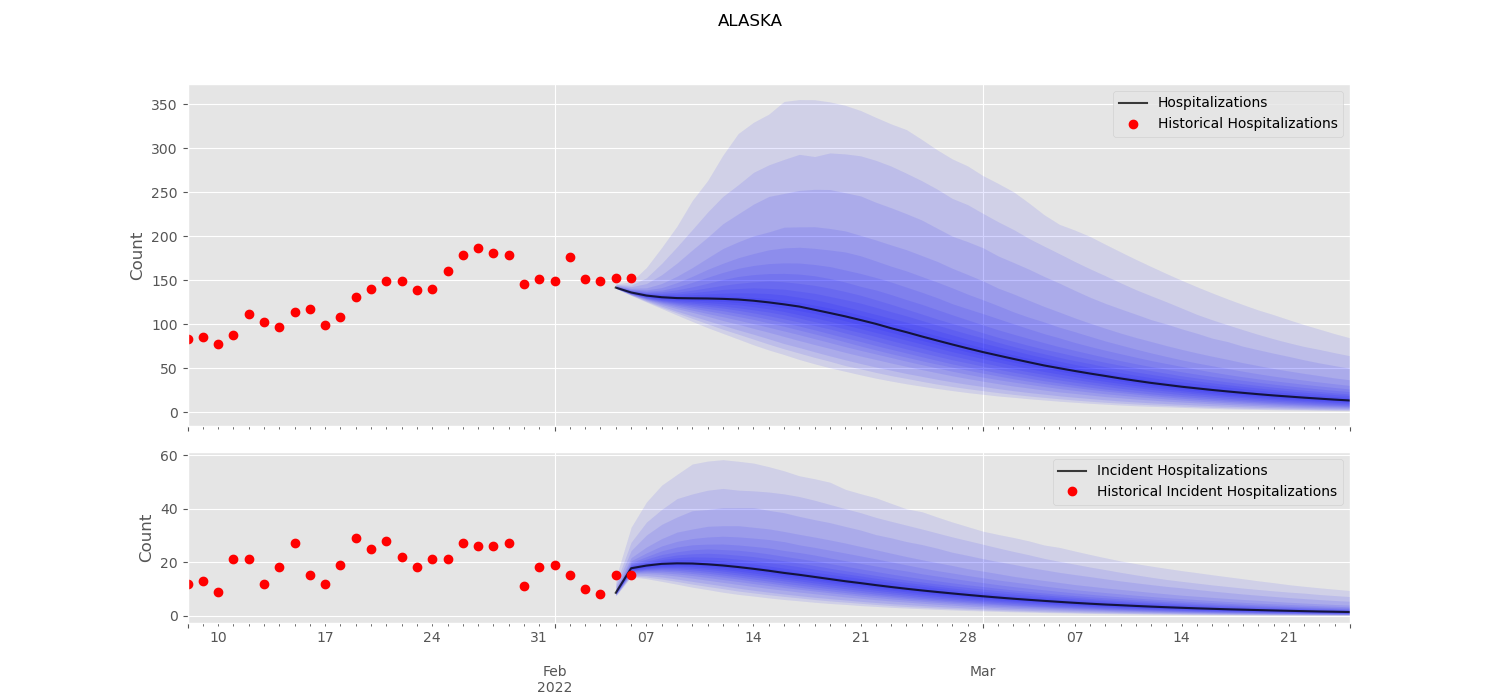 ALASKA
350
300
250
200
150
100
50
0
Count
Hospitalizations
Historical Hospitalizations
60
40
20
0
Count
Incident Hospitalizations
Historical Incident Hospitalizations
10 17 24 31 07 14 21 28 07 14 21
Feb Mar
2022